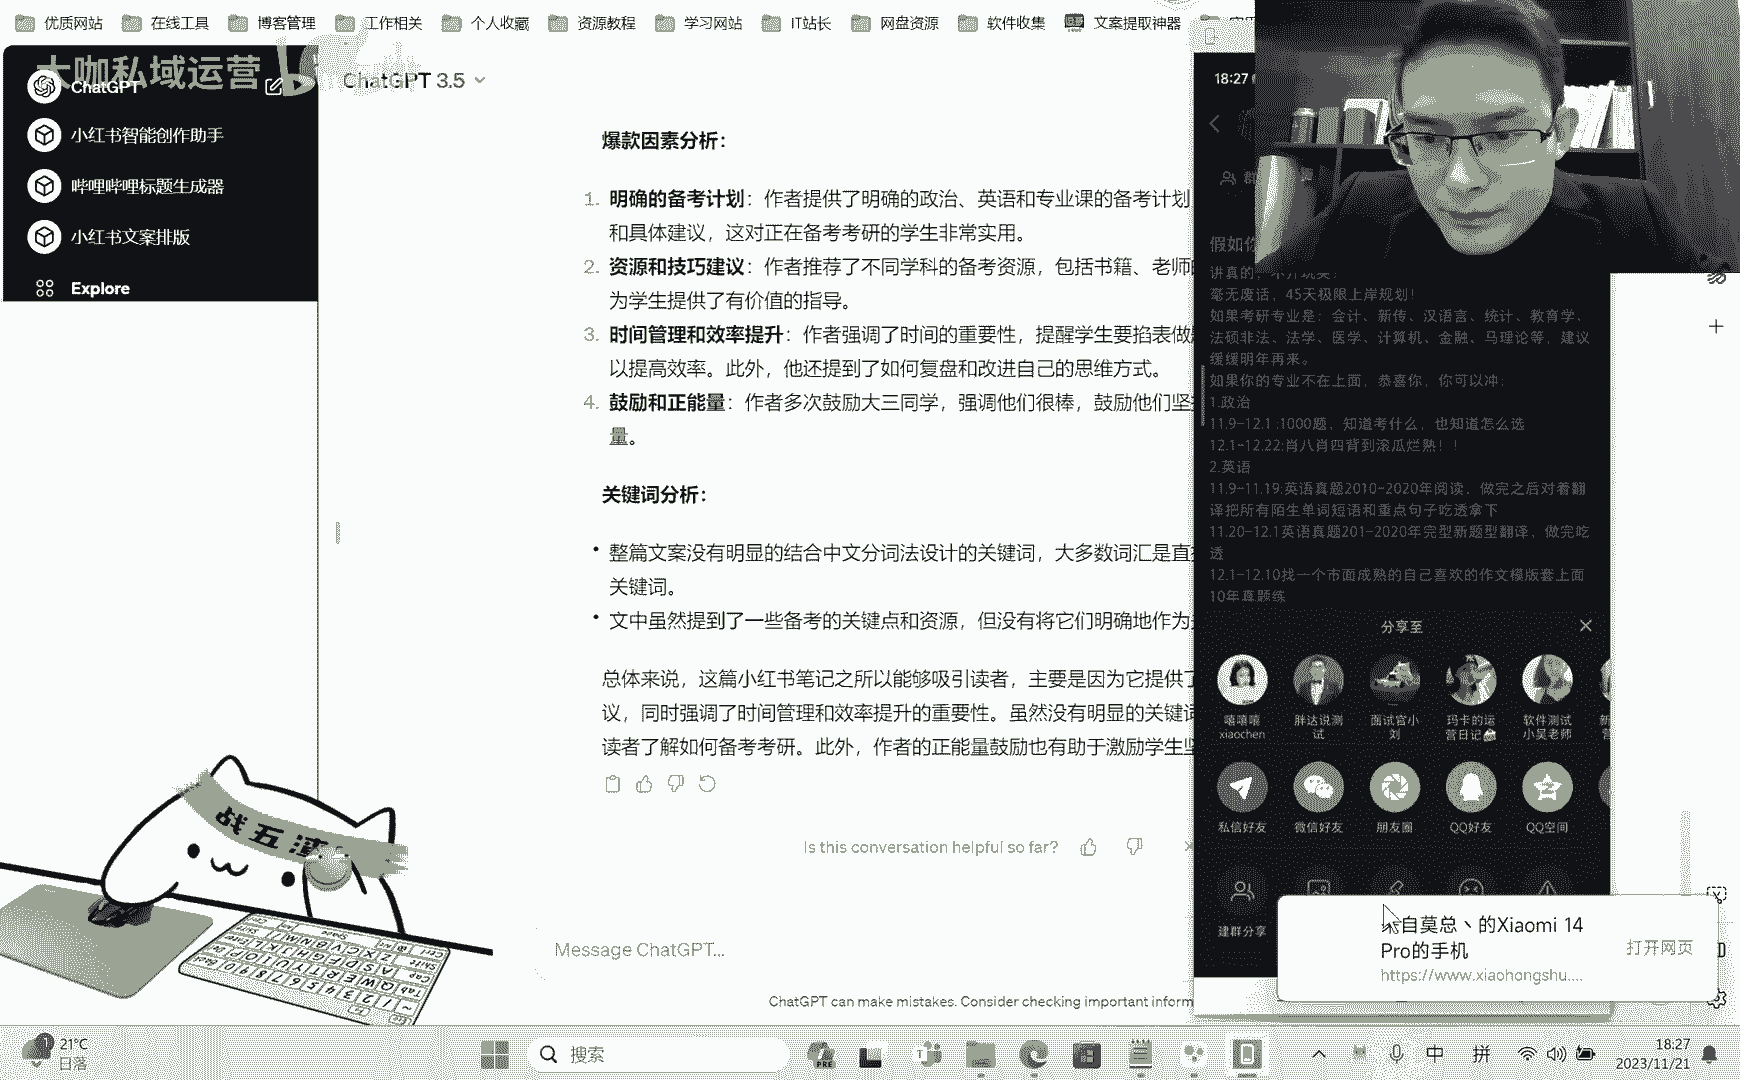 优质网站
在线工具
博客管理
工作相关
个人收藏
资源教程
学习网站
IT站长
网盘资源
软件收集
文案提取神器
大咖私域运营
ChatGPT
小红书智能创作助手
哔哩哔哩标题生成器
小红书文案排版
Explore
ChatGPT 3.5
爆款因素分析：
1. 明确的备考计划：作者提供了明确的政治、英语和专业课的备考计划
和具体建议，这对正在备考考研的学生非常实用。
2. 资源和技巧建议：作者推荐了不同学科的备考资源，包括书籍、老师
为学生提供了有价值的指导。
3. 时间管理和效率提升：作者强调了时间的重要性，提醒学生要掐表做
以提高效率。此外，他还提到了如何复盘和改进自己的思维方式。
4. 鼓励和正能量：作者多次鼓励大三同学，强调他们很棒，鼓励他们坚
量。
关键词分析：
• 整篇文案没有明显的结合中文分词法设计的关键词，大多数词汇是直
关键词。
• 文中虽然提到了一些备考的关键点和资源，但没有将它们明确地作为
总体来说，这篇小红书笔记之所以能够吸引读者，主要是因为它提供了
议，同时强调了时间管理和效率提升的重要性。虽然没有明显的关键词
读者了解如何备考考研。此外，作者的正能量鼓励也有助于激励学生坚
Is this conversation helpful so far?
Message ChatGPT...
ChatGPT can make mistakes. Consider checking important inform
18:27
假如你
讲真的，不开玩笑！
毫无废话，45天极限上岸规划！
如果考研专业是：会计、新传、汉语言、统计、教育学、
法硕非法、法学、医学、计算机、金融、马理论等，建议
缓缓明年再来。
如果你的专业不在上面，恭喜你，你可以冲：
1.政治
11.9-12.1 :1000题、知道考什么，也知道怎么选
12.1-12.22:肖八肖四背到滚瓜烂熟！！
2.英语
11.9-11.19:英语真题2010-2020年阅读，做完之后对着翻
译把所有陌生单词短语和重点句子吃透拿下
11.20-12.1英语真题201-2020年完型新题型翻译，做完吃
透
12.1-12.10找一个市面成熟的自己喜欢的作文模版套上面
10年真题练
分享至
嘻嘻嘻
xiaochen
胖达说测
试
面试官小
刘
玛卡的运
营日记
软件测试
小吴老师
私信好友
微信好友
朋友圈
QQ好友
QQ空间
建群分享
自莫总丶的Xiaomi 14
Pro的手机
https://www.xiaohongshu....
打开网页
战五渣
21°C
日落
搜索
中
拼
18:27
2023/11/21